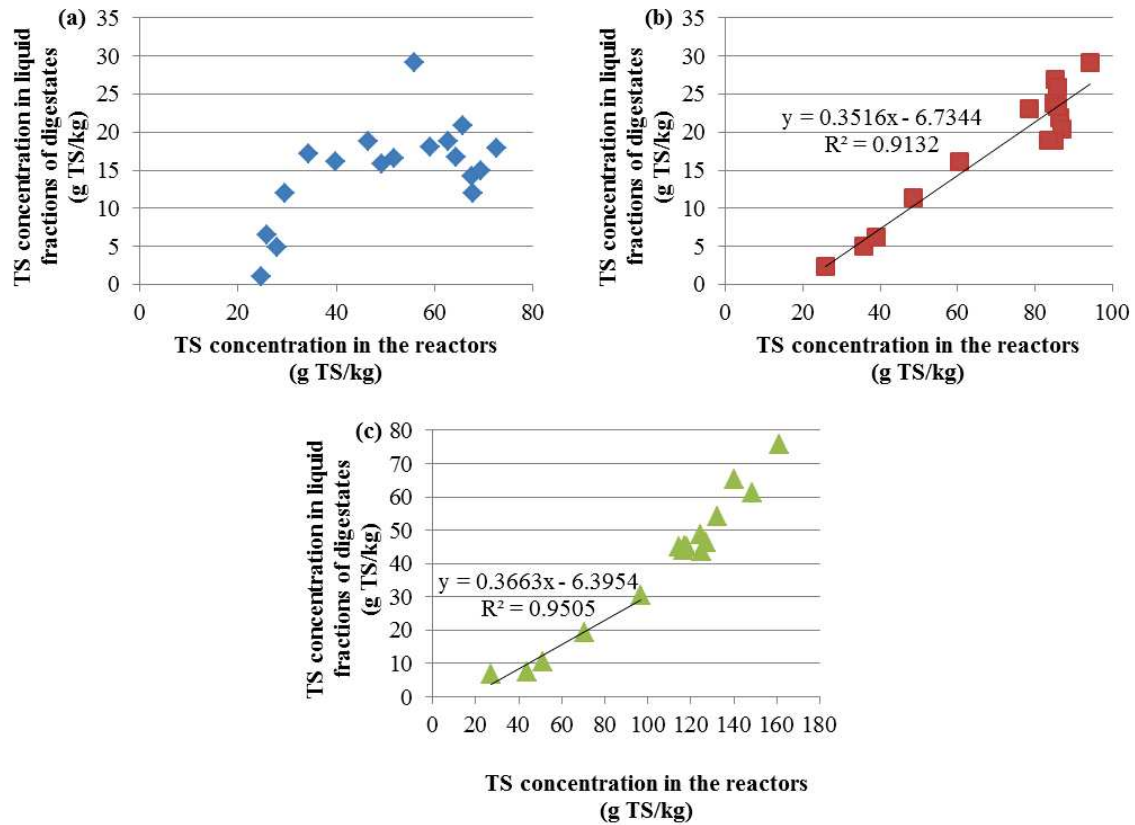 (a)
TS concentration in liquid
fractions of digestates
(g TS/kg)
35
30
25
20
15
10
5
0
0 20 40 60 80
TS concentration in the reactors
(g TS/kg)
(b)
TS concentration in liquid
fractions of digestates
(g TS/kg)
35
30
25
20
15
10
5
0
y = 0.3516x - 6.7344
R² = 0.9132
0 20 40 60 80 100
TS concentration in the reactors
(g TS/kg)
(c)
TS concentration in liquid
fractions of digestates
(g TS/kg)
80
70
60
50
40
30
20
10
0
y = 0.3663x - 6.3954
R² = 0.9505
0 20 40 60 80 100 120 140 160 180
TS concentration in the reactors
(g TS/kg)